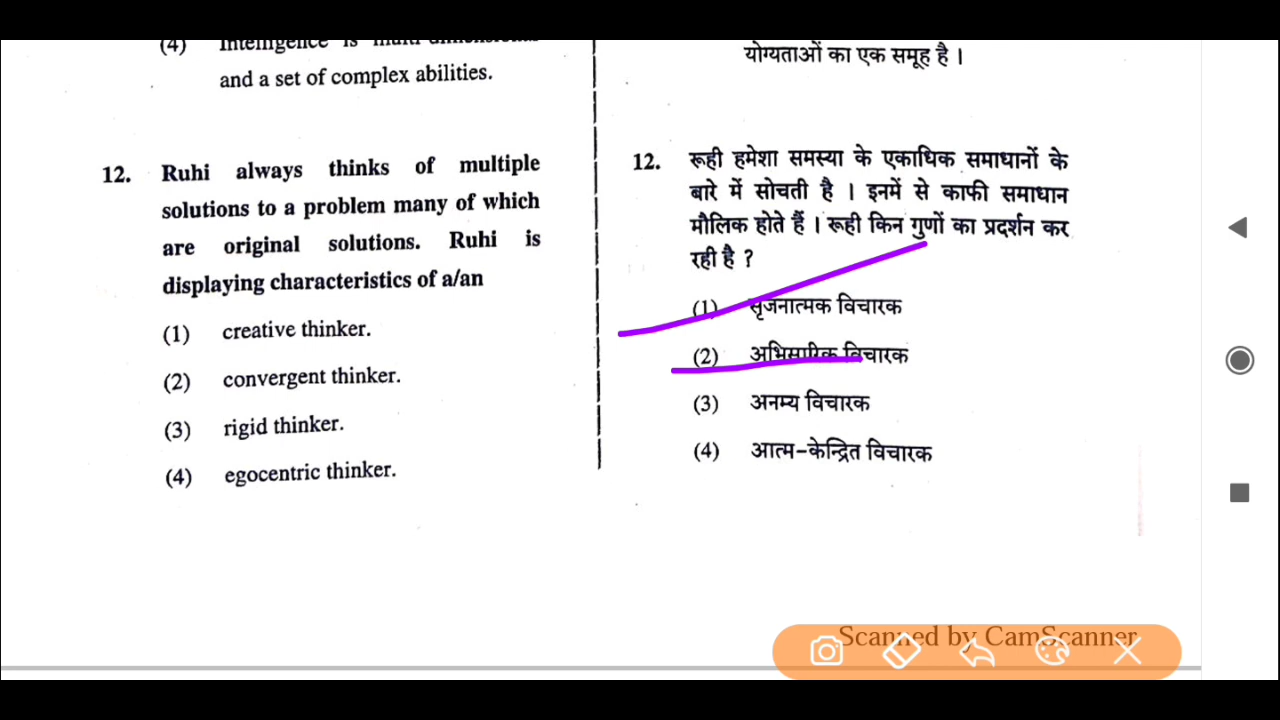 (4) Intelligence is multi-dimensional
and a set of complex abilities.
12. Ruhi always thinks of multiple
solutions to a problem many of which
are original solutions. Ruhi is
displaying characteristics of a/an
(1) creative thinker.
(2) convergent thinker.
(3) rigid thinker.
(4) egocentric thinker.
योग्यताओं का एक समूह है ।
12. रूही हमेशा समस्या के एकाधिक समाधानों के
बारे में सोचती है । इनमें से काफी समाधान
मौलिक होते हैं । रूही किन गुणों का प्रदर्शन कर
रही है ?
(1) सृजनात्मक विचारक
(2) अभिसारिक विचारक
(3) अनम्य विचारक
(4) आत्म-केन्द्रित विचारक
Scanned by CamScanner